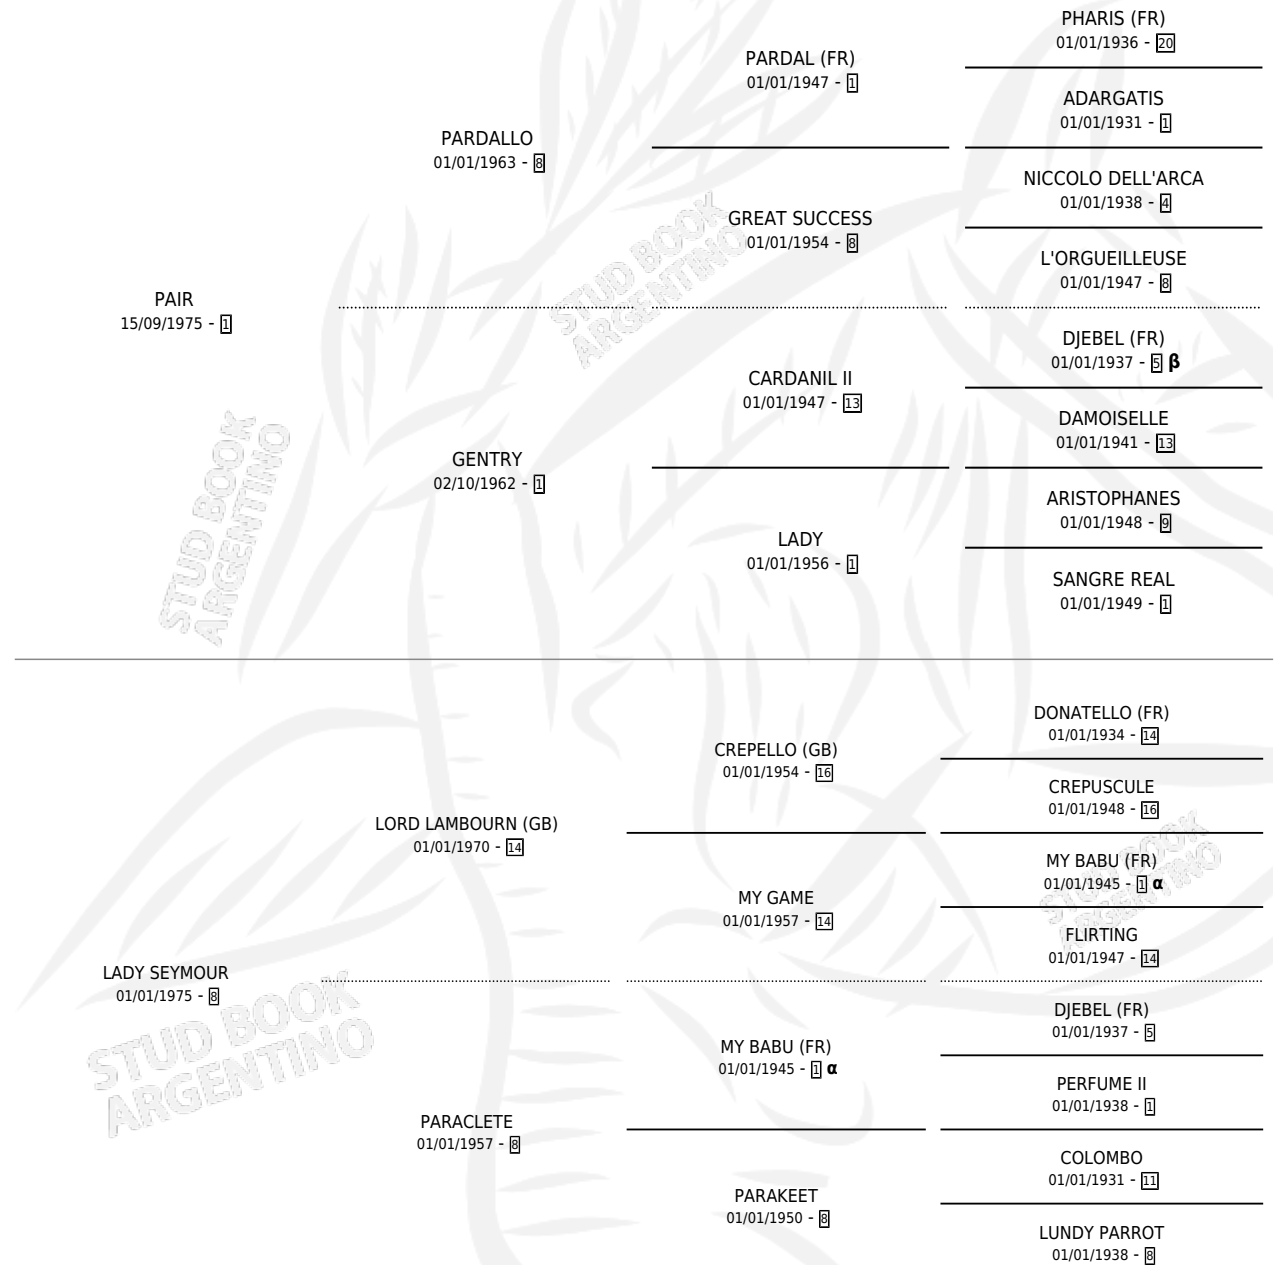 PHARIS (FR)
01/01/1936 - 20
PARDAL (FR)
01/01/1947 - 1
ADARGATIS
01/01/1931 - 1
PARDALLO
01/01/1963 - 8
NICCOLO DELL'ARCA
01/01/1938 - 4
GREAT SUCCESS
01/01/1954 - 8
L'ORGUEILLEUSE
01/01/1947 - 8
PAIR
15/09/1975 - 1
DJEBEL (FR)
01/01/1937 - 5 β
CARDANIL II
01/01/1947 - 13
DAMOISELLE
01/01/1941 - 13
GENTRY
02/10/1962 - 1
ARISTOPHANES
01/01/1948 - 9
LADY
01/01/1956 - 1
SANGRE REAL
01/01/1949 - 1
DONATELLO (FR)
01/01/1934 - 14
CREPELLO (GB)
01/01/1954 - 16
CREPUSCULE
01/01/1948 - 16
LORD LAMBOURN (GB)
01/01/1970 - 14
MY BABU (FR)
01/01/1945 - 1 α
MY GAME
01/01/1957 - 14
FLIRTING
01/01/1947 - 14
LADY SEYMOUR
01/01/1975 - 8
DJEBEL (FR)
01/01/1937 - 5
MY BABU (FR)
01/01/1945 - 1 α
PERFUME II
01/01/1938 - 1
PARACLETE
01/01/1957 - 8
COLOMBO
01/01/1931 - 11
PARAKEET
01/01/1950 - 8
LUNDY PARROT
01/01/1938 - 8
STUD BOOK
ARGENTINO
STUD BOOK
ARGENTINO
STUD BOOK
ARGENTINO
STUD BOOK
ARGENTINO